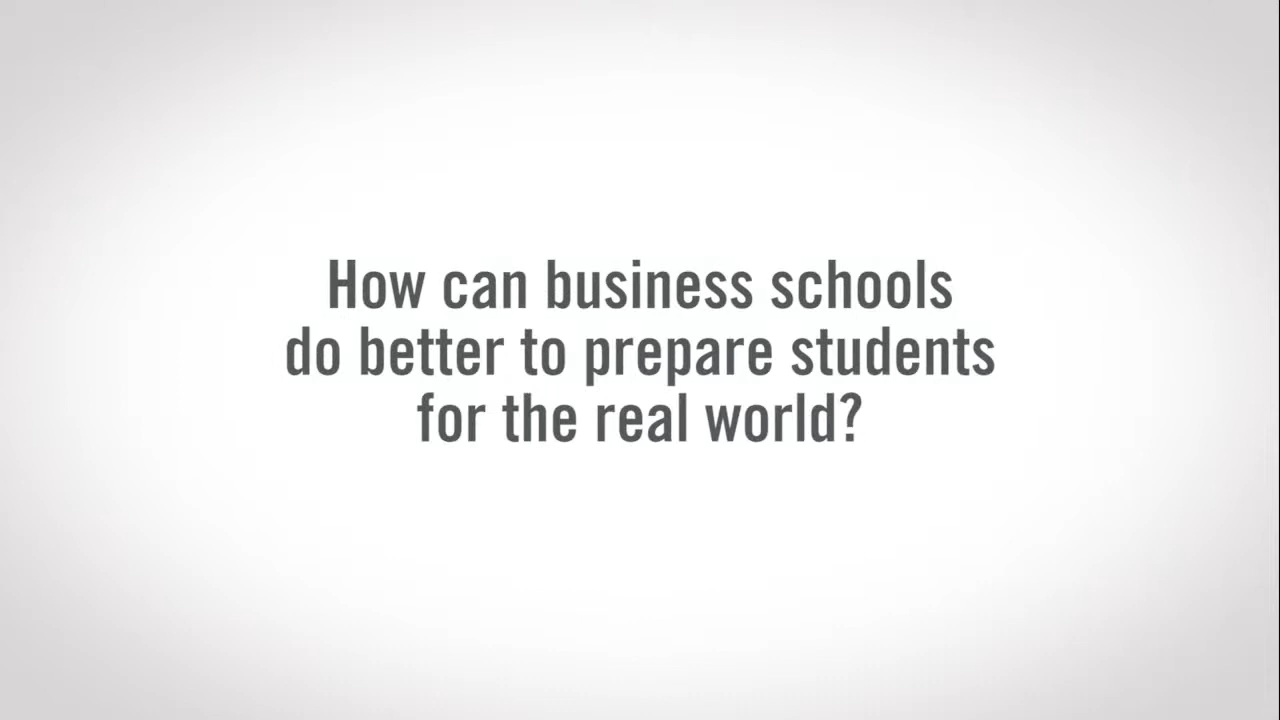 How can business schools
do better to prepare students
for the real world?